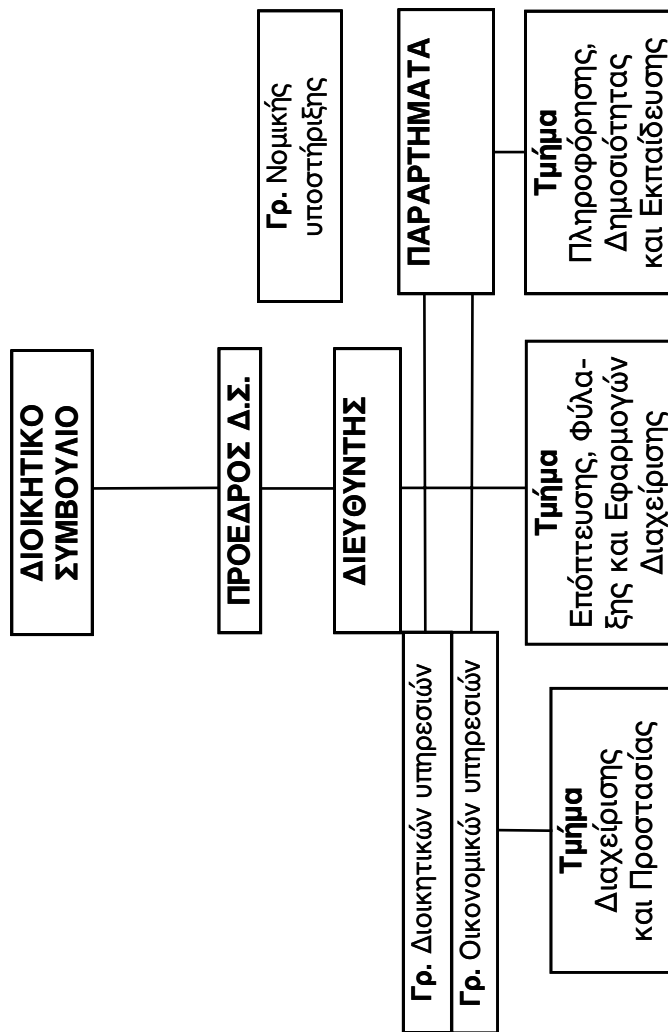 ΔΙΟΙΚΗΤΙΚΟ
ΣΥΜΒΟΥΛΙΟ
ΠΡΟΕΔΡΟΣ Δ.Σ.
Γρ. Νομικής
υποστήριξης
ΔΙΕΥΘΥΝΤΗΣ
Γρ. Διοικητικών υπηρεσιών
Γρ. Οικονομικών υπηρεσιών
ΠΑΡΑΡΤΗΜΑΤΑ
Τμήμα
Διαχείρισης
και Προστασίας
Τμήμα
Επόπτευσης, Φύλα-
ξης και Εφαρμογών
Διαχείρισης
Τμήμα
Πληροφόρησης,
Δημοσιότητας
και Εκπαίδευσης